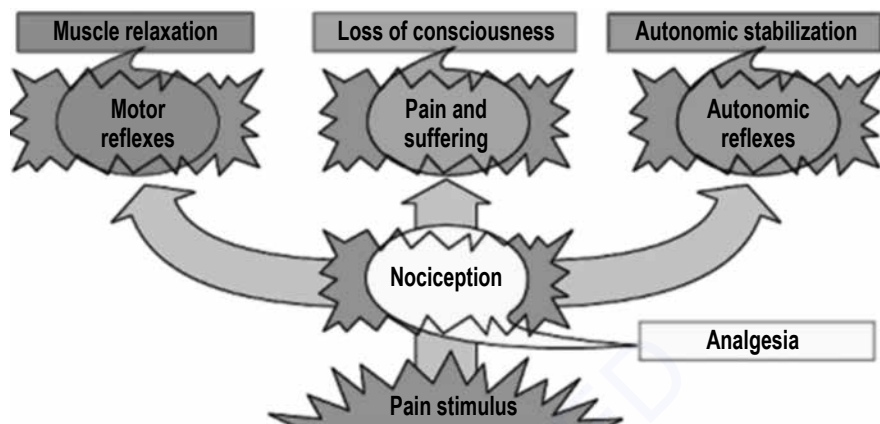 Muscle relaxation
Loss of consciousness
Autonomic stabilization
Motor
reflexes
Pain and
suffering
Autonomic
reflexes
Nociception
Analgesia
Pain stimulus